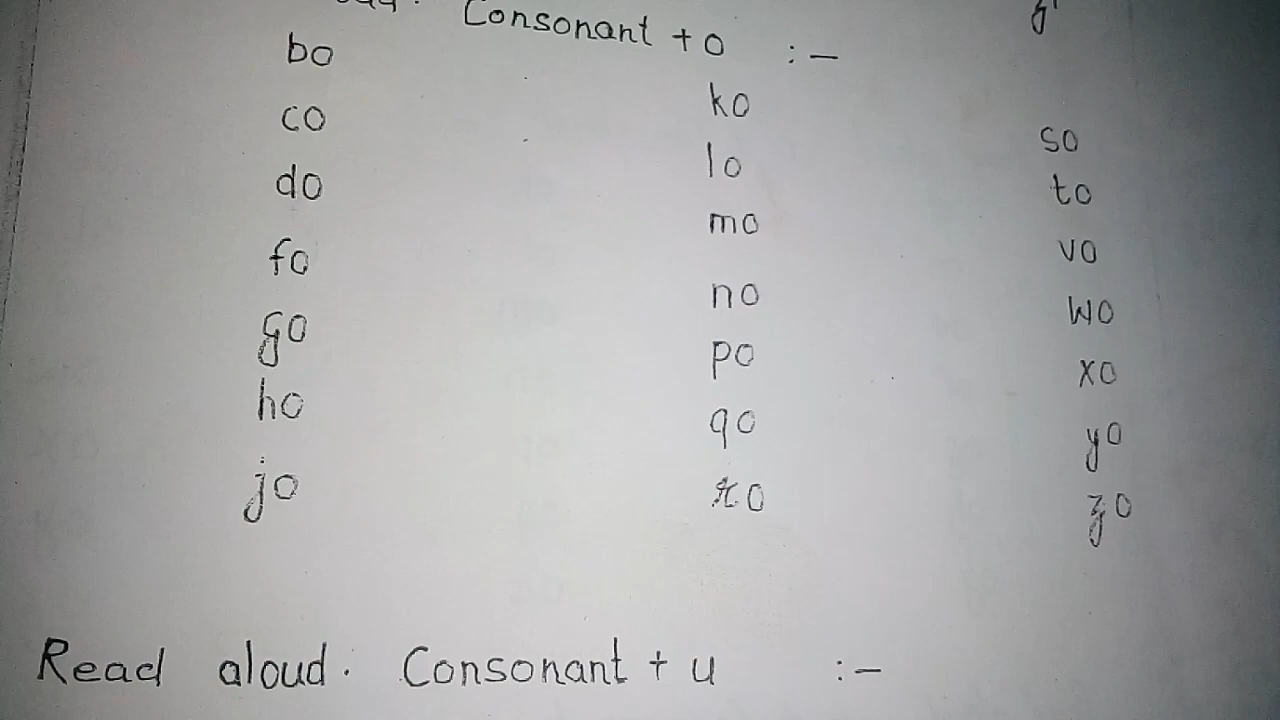 Consonant + o :-
bo
co
do
fo
go
ho
jo
ko
lo
mo
no
po
qo
ro
so
to
vo
wo
xo
yo
zo
Read aloud. Consonant + u :-